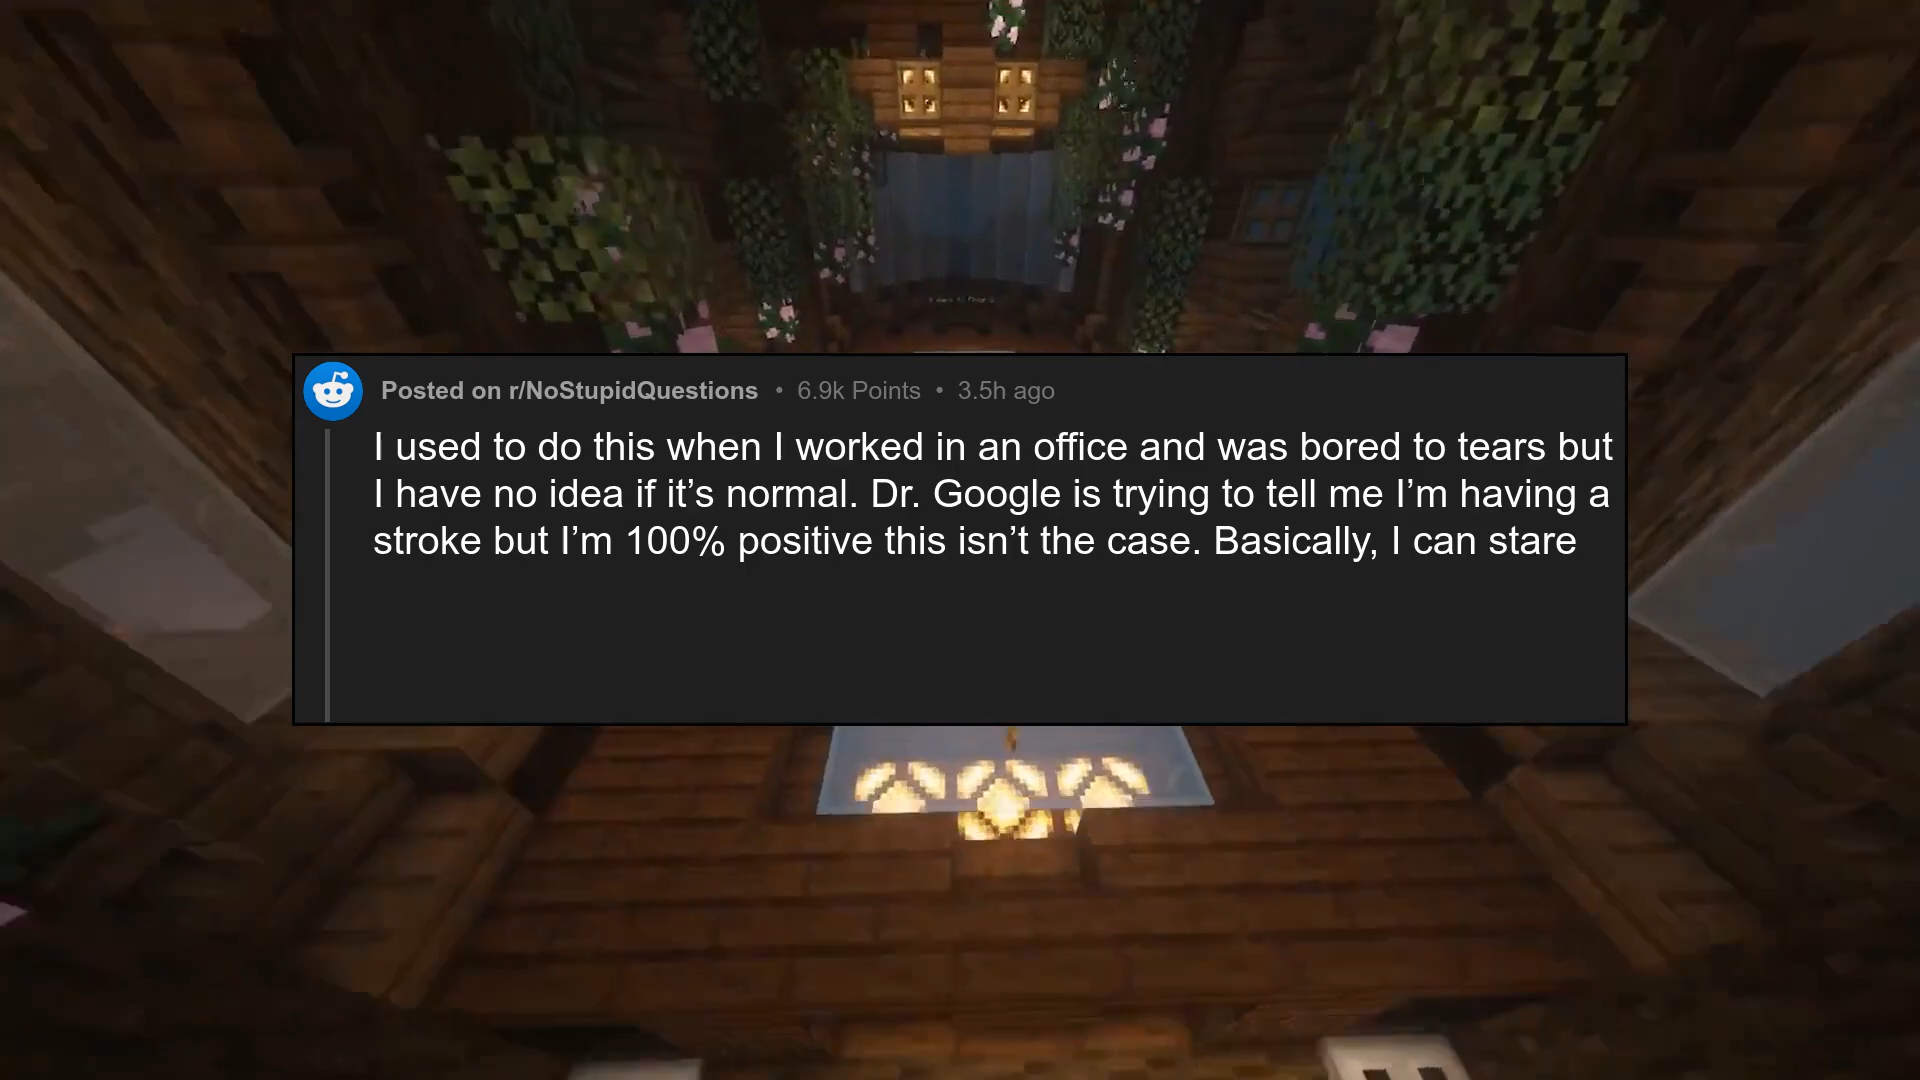 Posted on r/NoStupidQuestions • 6.9k Points • 3.5h ago
I used to do this when I worked in an office and was bored to tears but
I have no idea if it’s normal. Dr. Google is trying to tell me I’m having a
stroke but I’m 100% positive this isn’t the case. Basically, I can stare